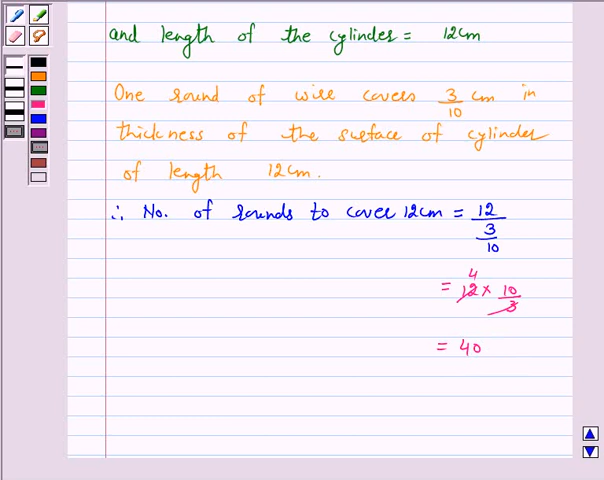 and length of the cylinder = 12cm
One round of wire covers 3/10 cm in
thickness of the surface of cylinder
of length 12cm.
∴ No. of rounds to cover 12cm = 12/(3/10)
4
= 12 × 10/3
= 40